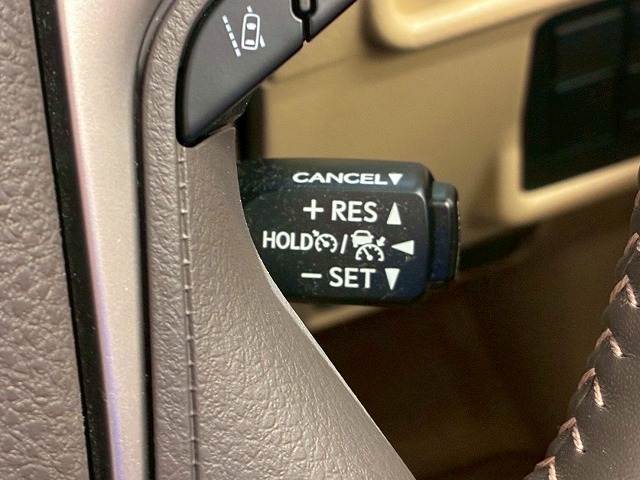 CANCEL▼
+ RES ▲
HOLD / ◄
− SET ▼